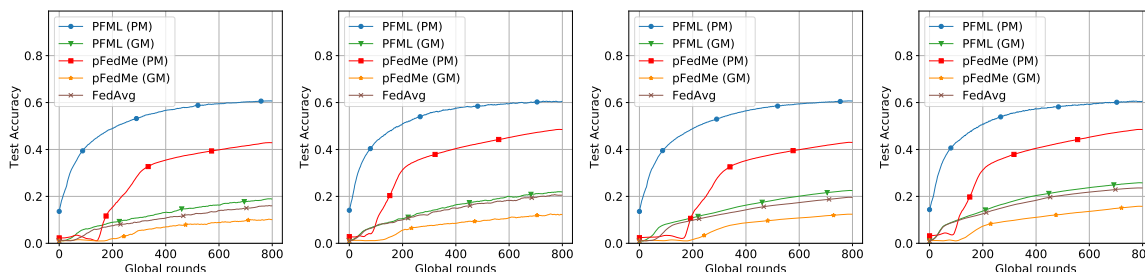 PFML (PM)
PFML (GM)
pFedMe (PM)
pFedMe (GM)
FedAvg
Test Accuracy
0.8
0.6
0.4
0.2
0.0
0 200 400 600 800
Global rounds
PFML (PM)
PFML (GM)
pFedMe (PM)
pFedMe (GM)
FedAvg
Test Accuracy
0.8
0.6
0.4
0.2
0.0
0 200 400 600 800
Global rounds
PFML (PM)
PFML (GM)
pFedMe (PM)
pFedMe (GM)
FedAvg
Test Accuracy
0.8
0.6
0.4
0.2
0.0
0 200 400 600 800
Global rounds
PFML (PM)
PFML (GM)
pFedMe (PM)
pFedMe (GM)
FedAvg
Test Accuracy
0.8
0.6
0.4
0.2
0.0
0 200 400 600 800
Global rounds